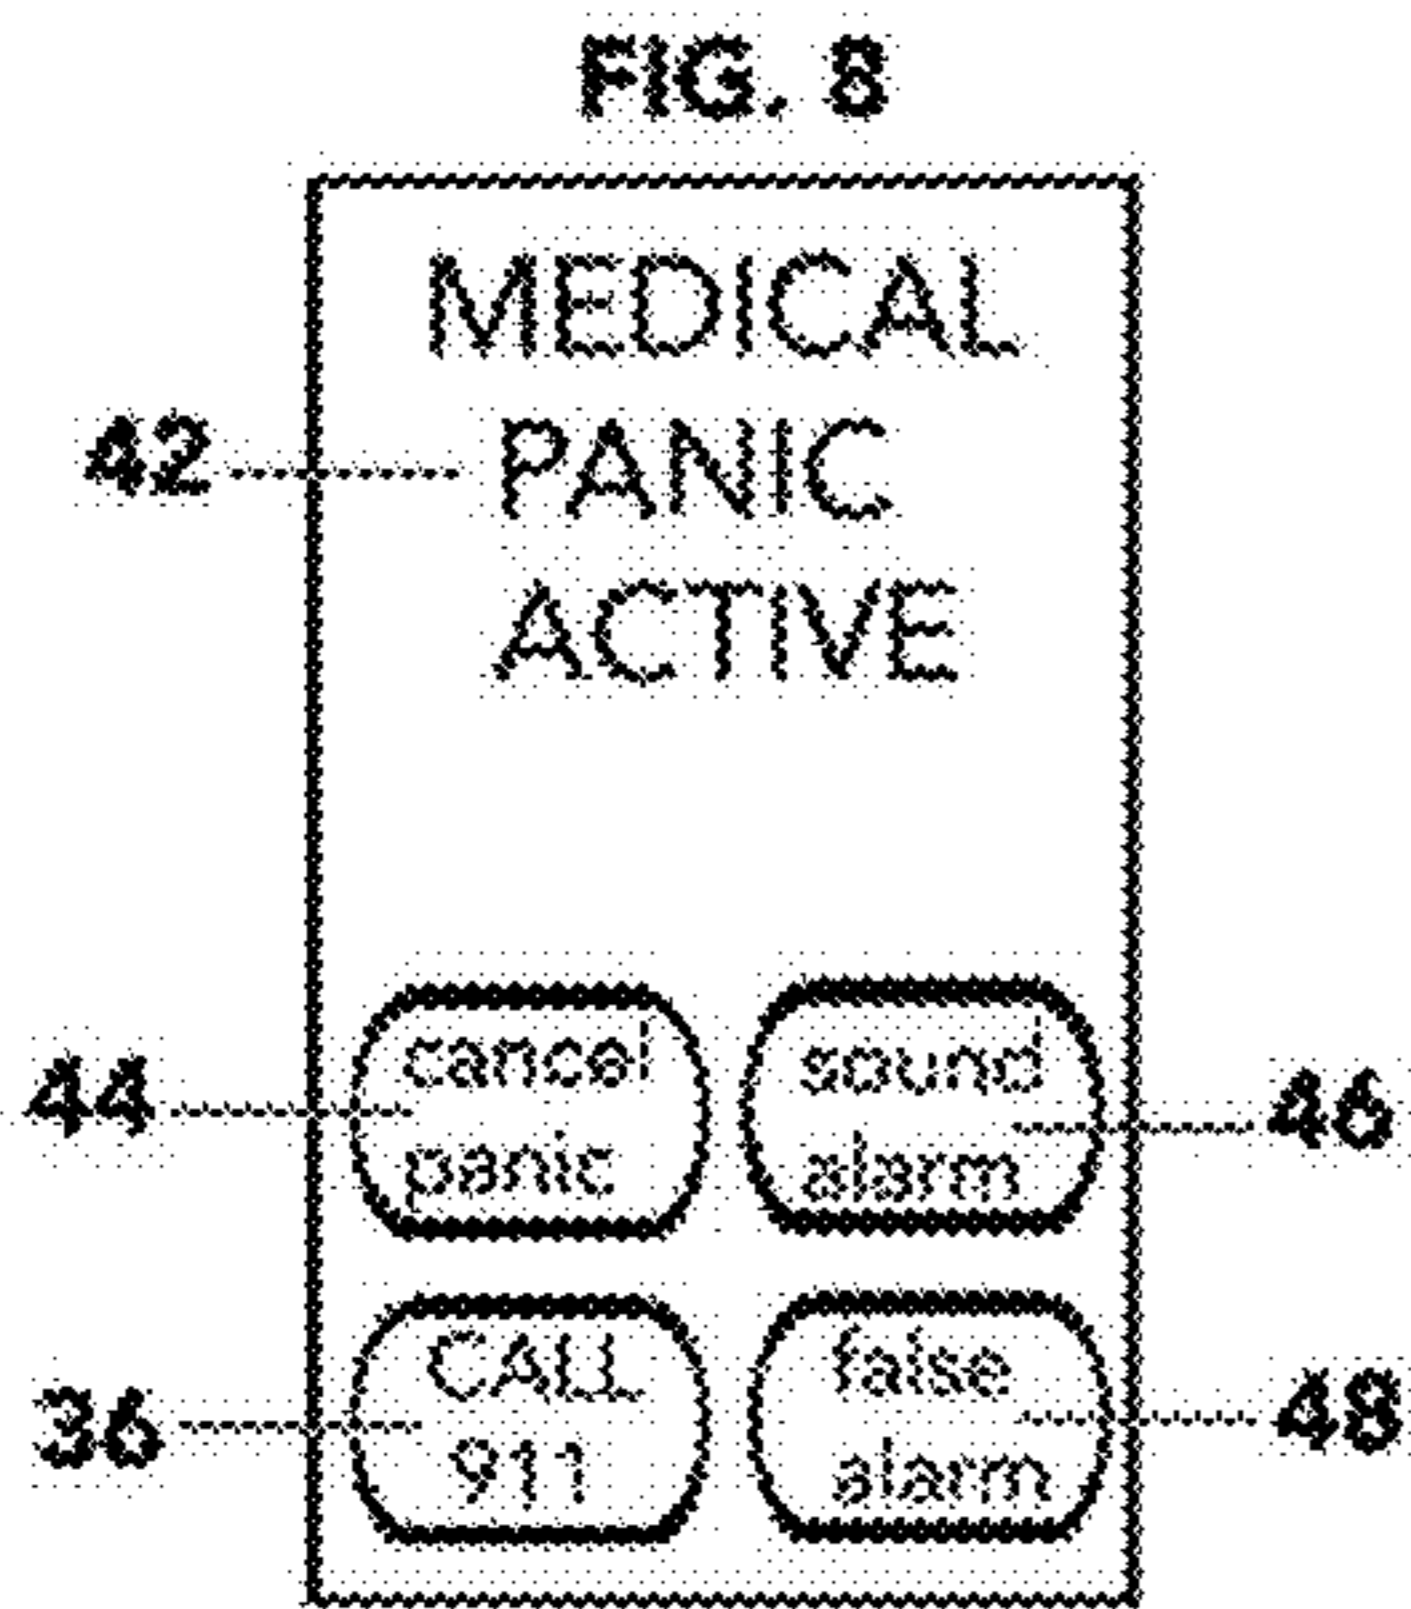 FIG. 8
MEDICAL
42 PANIC
ACTIVE
cancel
panic
44
sound
alarm
46
CALL
911
36
false
alarm
48